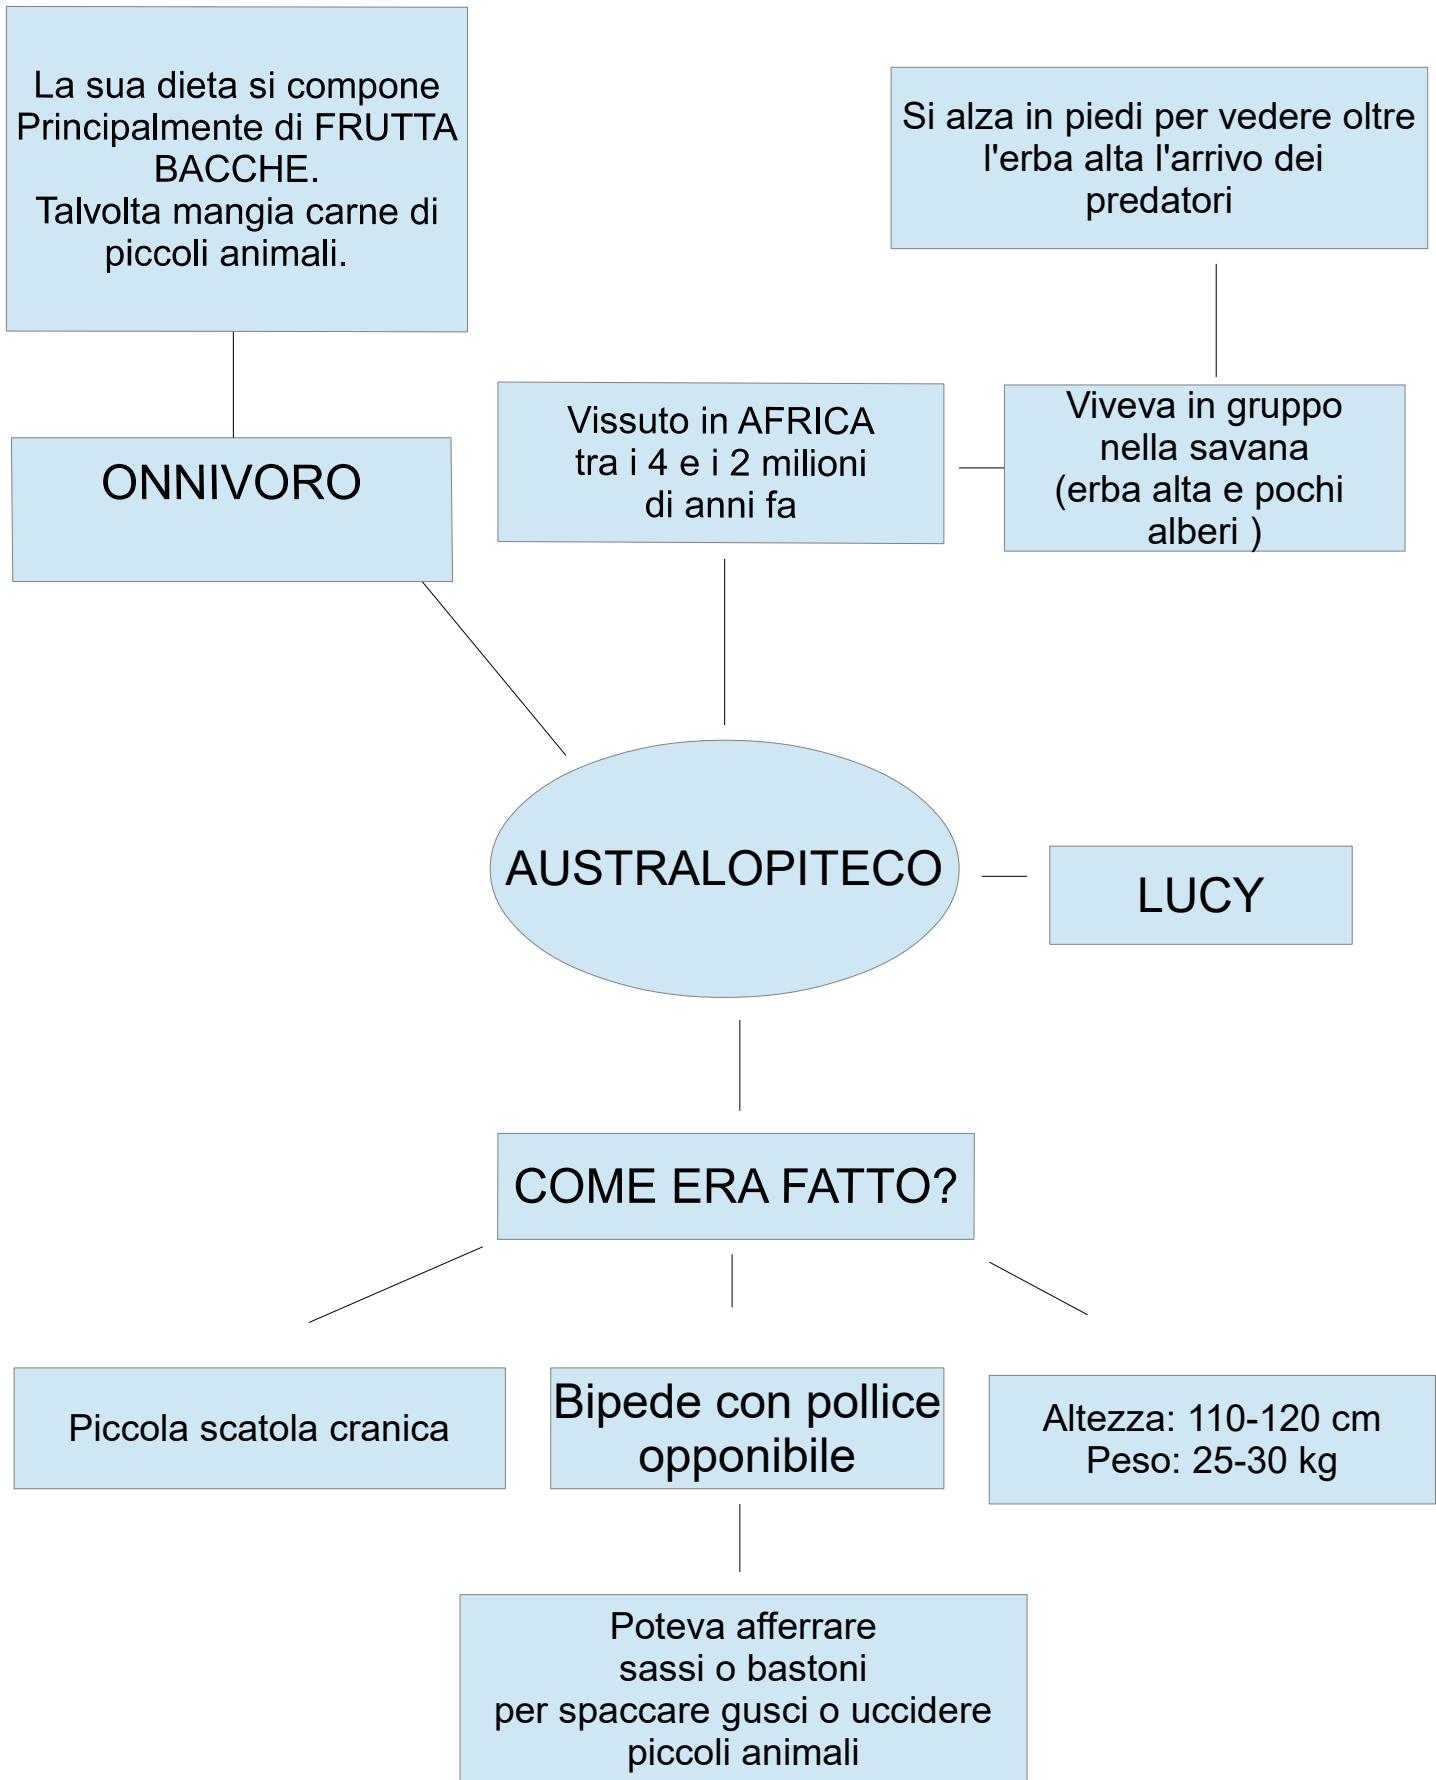 La sua dieta si compone
Principalmente di FRUTTA
BACCHE.
Talvolta mangia carne di
piccoli animali.
Si alza in piedi per vedere oltre
l'erba alta l'arrivo dei
predatori
ONNIVORO
Vissuto in AFRICA
tra i 4 e i 2 milioni
di anni fa
Viveva in gruppo
nella savana
(erba alta e pochi
alberi )
AUSTRALOPITECO
LUCY
COME ERA FATTO?
Piccola scatola cranica
Bipede con pollice
opponibile
Altezza: 110-120 cm
Peso: 25-30 kg
Poteva afferrare
sassi o bastoni
per spaccare gusci o uccidere
piccoli animali